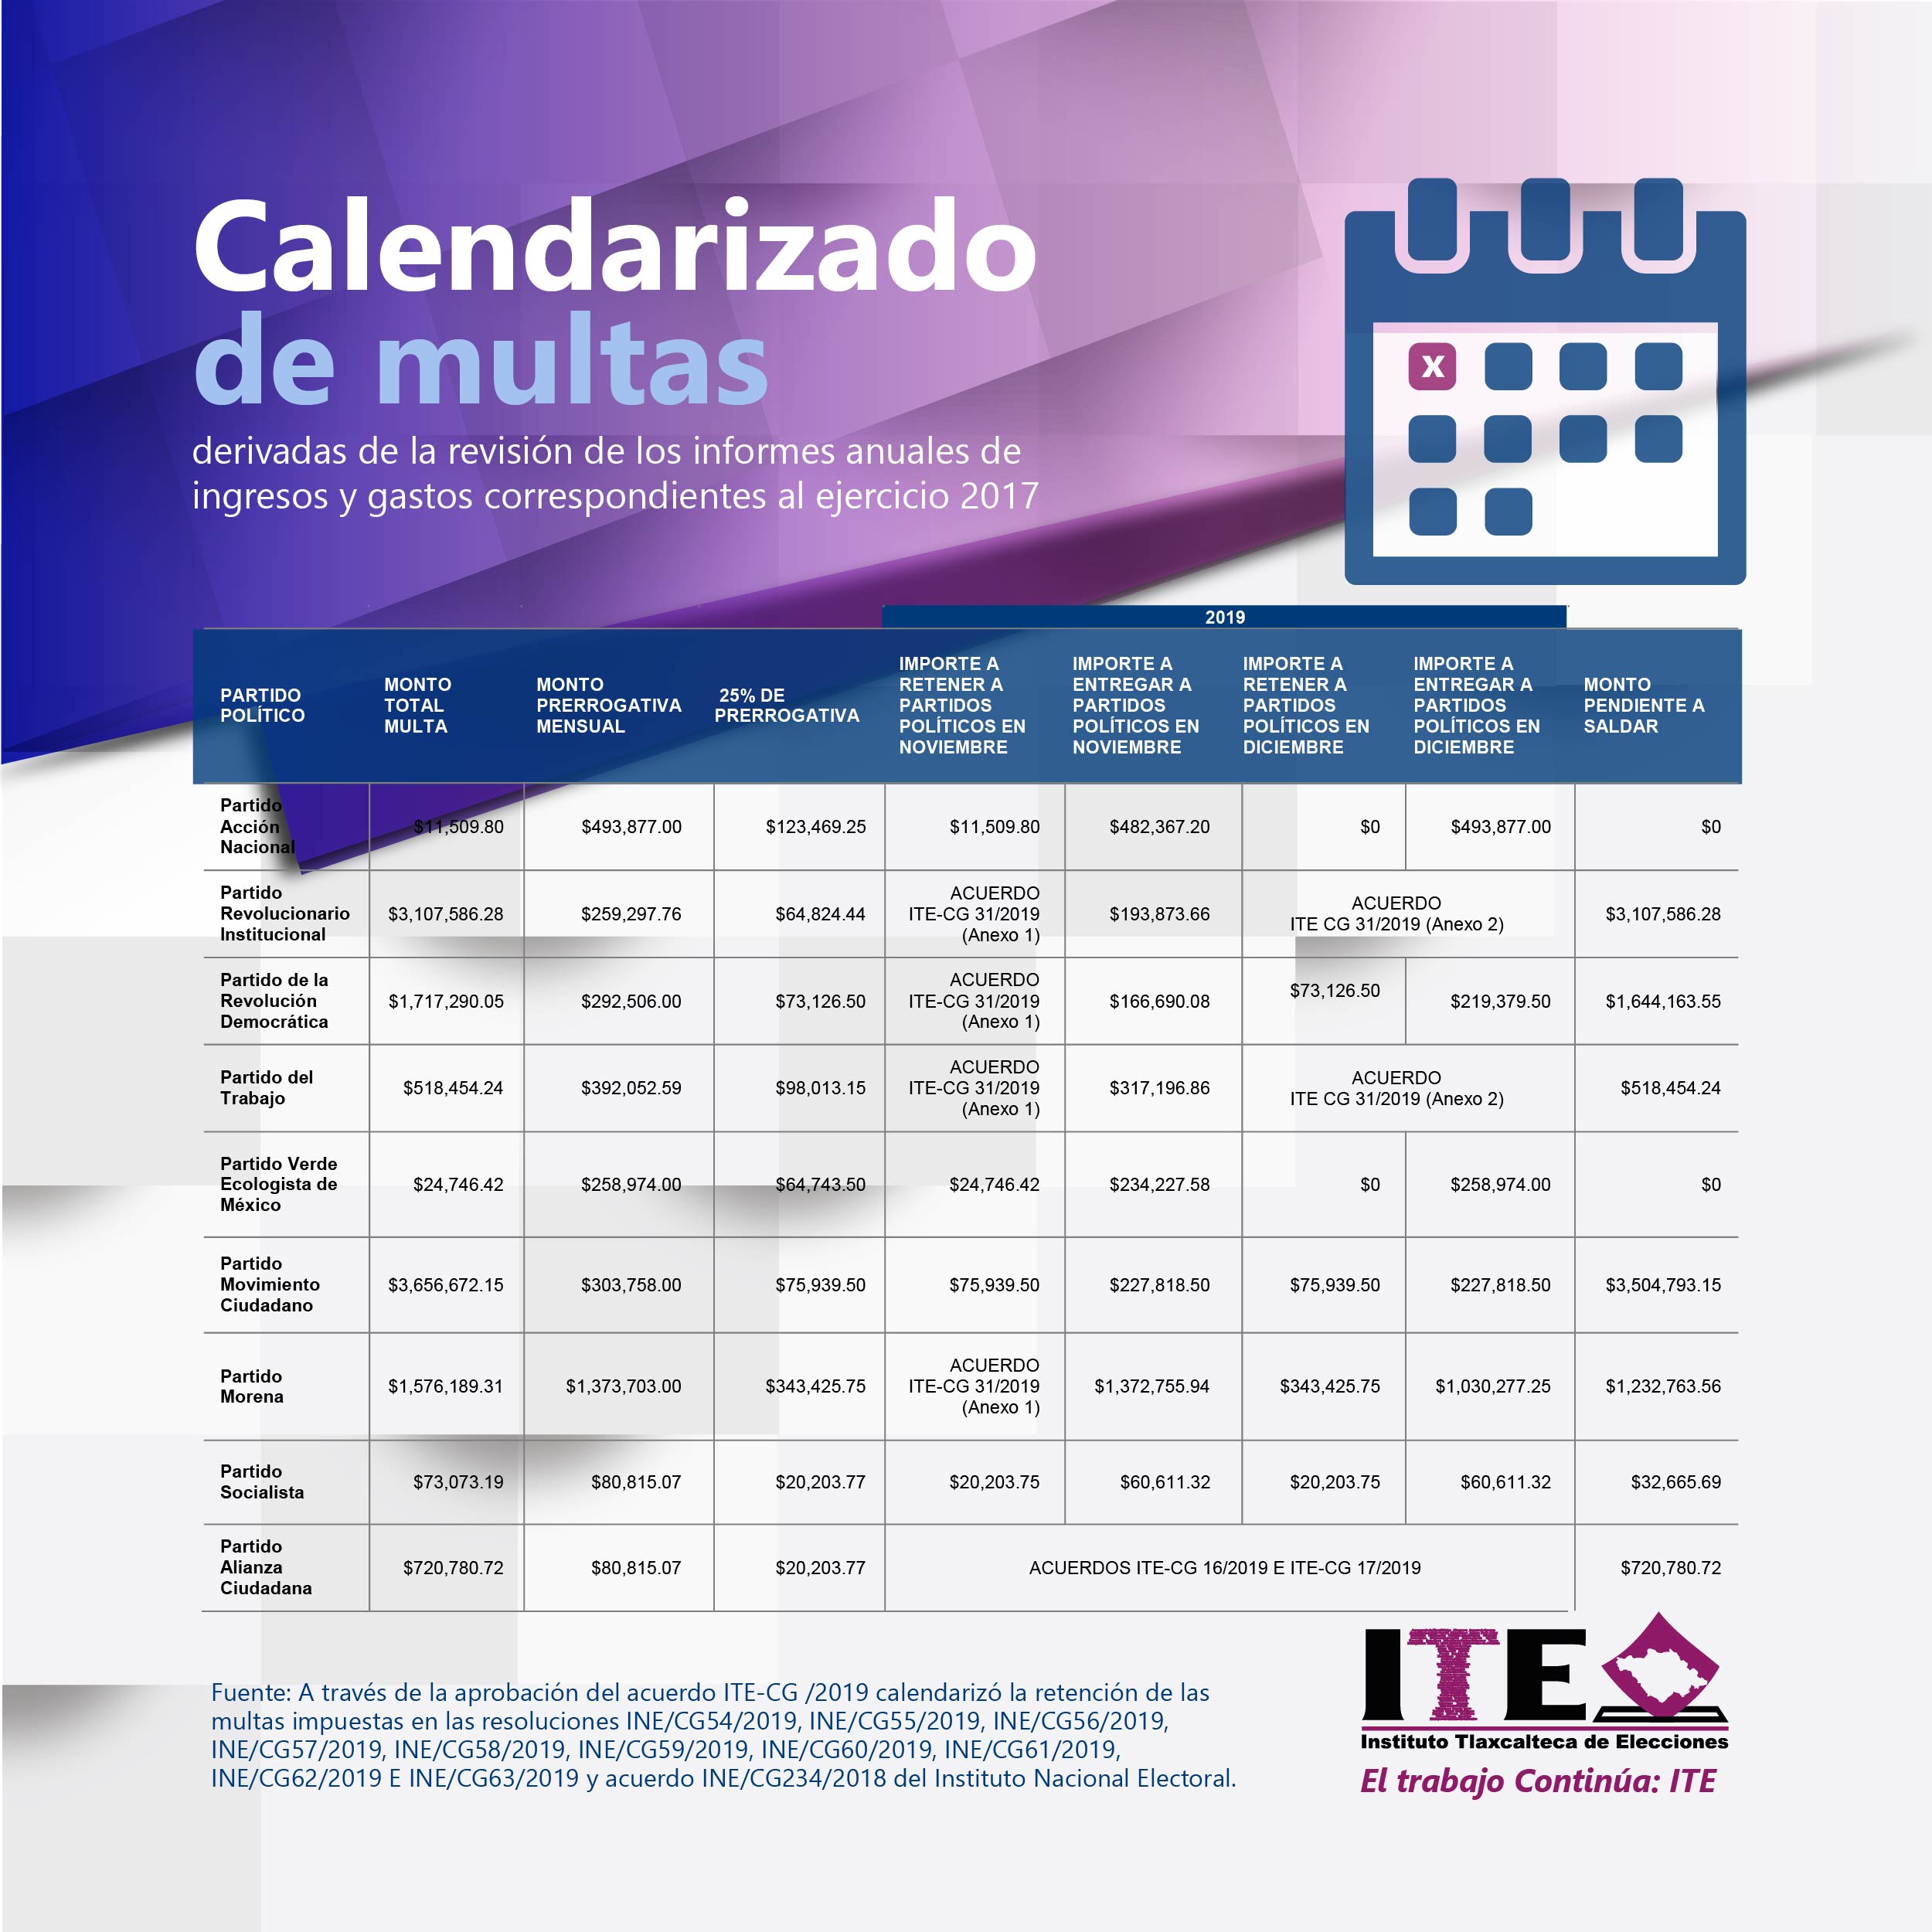 Calendarizado
de multas
derivadas de la revisión de los informes anuales de
ingresos y gastos correspondientes al ejercicio 2017
X
2019
PARTIDO
POLÍTICO
MONTO
TOTAL
MULTA
MONTO
PRERROGATIVA
MENSUAL
25% DE
PRERROGATIVA
IMPORTE A
RETENER A
PARTIDOS
POLÍTICOS EN
NOVIEMBRE
IMPORTE A
ENTREGAR A
PARTIDOS
POLÍTICOS EN
NOVIEMBRE
IMPORTE A
RETENER A
PARTIDOS
POLÍTICOS EN
DICIEMBRE
IMPORTE A
ENTREGAR A
PARTIDOS
POLÍTICOS EN
DICIEMBRE
MONTO
PENDIENTE A
SALDAR
Partido
Acción
Nacional
$11,509.80
$493,877.00
$123,469.25
$11,509.80
$482,367.20
$0
$493,877.00
$0
Partido
Revolucionario
Institucional
$3,107,586.28
$259,297.76
$64,824.44
ACUERDO
ITE-CG 31/2019
(Anexo 1)
$193,873.66
ACUERDO
ITE CG 31/2019 (Anexo 2)
$3,107,586.28
Partido de la
Revolución
Democrática
$1,717,290.05
$292,506.00
$73,126.50
ACUERDO
ITE-CG 31/2019
(Anexo 1)
$166,690.08
$73,126.50
$219,379.50
$1,644,163.55
Partido del
Trabajo
$518,454.24
$392,052.59
$98,013.15
ACUERDO
ITE-CG 31/2019
(Anexo 1)
$317,196.86
ACUERDO
ITE CG 31/2019 (Anexo 2)
$518,454.24
Partido Verde
Ecologista de
México
$24,746.42
$258,974.00
$64,743.50
$24,746.42
$234,227.58
$0
$258,974.00
$0
Partido
Movimiento
Ciudadano
$3,656,672.15
$303,758.00
$75,939.50
$75,939.50
$227,818.50
$75,939.50
$227,818.50
$3,504,793.15
Partido
Morena
$1,576,189.31
$1,373,703.00
$343,425.75
ACUERDO
ITE-CG 31/2019
(Anexo 1)
$1,372,755.94
$343,425.75
$1,030,277.25
$1,232,763.56
Partido
Socialista
$73,073.19
$80,815.07
$20,203.77
$20,203.75
$60,611.32
$20,203.75
$60,611.32
$32,665.69
Partido
Alianza
Ciudadana
$720,780.72
$80,815.07
$20,203.77
ACUERDOS ITE-CG 16/2019 E ITE-CG 17/2019
$720,780.72
Fuente: A través de la aprobación del acuerdo ITE-CG /2019 calendarizó la retención de las
multas impuestas en las resoluciones INE/CG54/2019, INE/CG55/2019, INE/CG56/2019,
INE/CG57/2019, INE/CG58/2019, INE/CG59/2019, INE/CG60/2019, INE/CG61/2019,
INE/CG62/2019 E INE/CG63/2019 y acuerdo INE/CG234/2018 del Instituto Nacional Electoral.
ITE
Instituto Tlaxcalteca de Elecciones
El trabajo Continúa: ITE